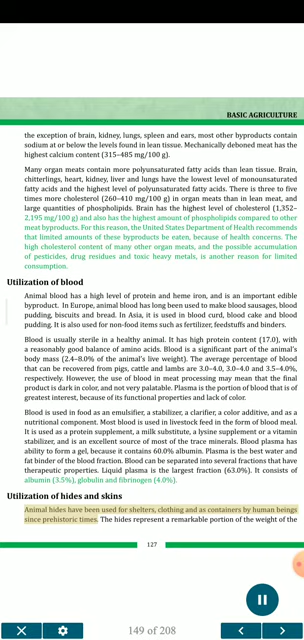 BASIC AGRICULTURE
the exception of brain, kidney, lungs, spleen and ears, most other byproducts contain
sodium at or below the levels found in lean tissue. Mechanically deboned meat has
the highest calcium content (315–485 mg/100 g).
Many organ meats contain more polyunsaturated fatty acids than lean tissue. Brain,
chitterlings, heart, kidney, liver and lungs have the lowest level of monounsaturated
fatty acids and the highest level of polyunsaturated fatty acids. There is three to five
times more cholesterol (260–410 mg/100 g) in organ meats than in lean meat, and
large quantities of phospholipids. Brain has the highest level of cholesterol (1,352–
2,195 mg/100 g) and also has the highest amount of phospholipids compared to other
meat byproducts. For this reason, the United States Department of Health recommends
that limited amounts of these byproducts be eaten, because of health concerns. The
high cholesterol content of many other organ meats, and the possible accumulation of
pesticides, drug residues and toxic heavy metals, is another reason for limited
consumption.
Utilization of blood
Animal blood has a high level of protein and heme iron, and is an important edible
byproduct. In Europe, animal blood has long been used to make blood sausages, blood
pudding, biscuits and bread. In Asia, it is used in blood curd, blood cake and blood
pudding. It is also used for non-food items such as fertilizer, feedstuffs and binders.
Blood is usually sterile in a healthy animal. It has high protein content (17.0), with
with a reasonably good balance of amino acids. Blood is a significant part of the animal's
body mass (2.4–8.0% of the animal's live weight). The average percentage of blood
that can be recovered from pigs, cattle and lambs are 3.0–4.0, 3.0–4.0 and 3.5–4.0%,
respectively. However, the use of blood in meat processing may mean that the final
product is dark in color, and not very palatable. Plasma is the portion of blood that is of
greatest interest, because of its functional properties and lack of color.
Blood is used in food as an emulsifier, a stabilizer, a clarifier, a color additive, and as a
nutritional component. Most blood is used in livestock feed in the form of blood meal.
It is used as a protein supplement, a milk substitute, a lysine supplement or a vitamin
stabilizer, and is an excellent source of most of the trace minerals. Blood plasma has
ability to form a gel, because it contains 60.0% albumin. Plasma is the best water and
fat binder of the blood fraction. Blood can be separated into several fractions that have
therapeutic properties. Liquid plasma is the largest fraction (63.0%). It consists of
albumin (3.5%), globulin and fibrinogen (4.0%).
Utilization of hides and skins
Animal hides have been used for shelters, clothing and as containers by human beings
since prehistoric times. The hides represent a remarkable portion of the weight of the
127
149 of 208